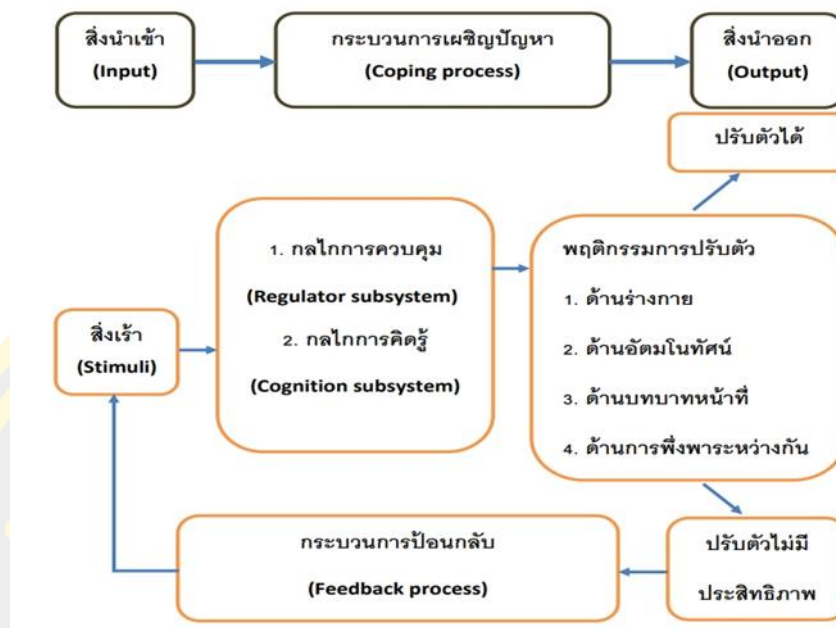 สิ่งนำเข้า
(Input)
กระบวนการเผชิญปัญหา
(Coping process)
สิ่งนำออก
(Output)
ปรับตัวได้
1. กลไกการควบคุม
(Regulator subsystem)
2. กลไกการคิดรู้
(Cognition subsystem)
พฤติกรรมการปรับตัว
1. ด้านร่างกาย
2. ด้านอัตมโนทัศน์
3. ด้านบทบาทหน้าที่
4. ด้านการพึ่งพาระหว่างกัน
สิ่งเร้า
(Stimuli)
กระบวนการป้อนกลับ
(Feedback process)
ปรับตัวไม่มี
ประสิทธิภาพ